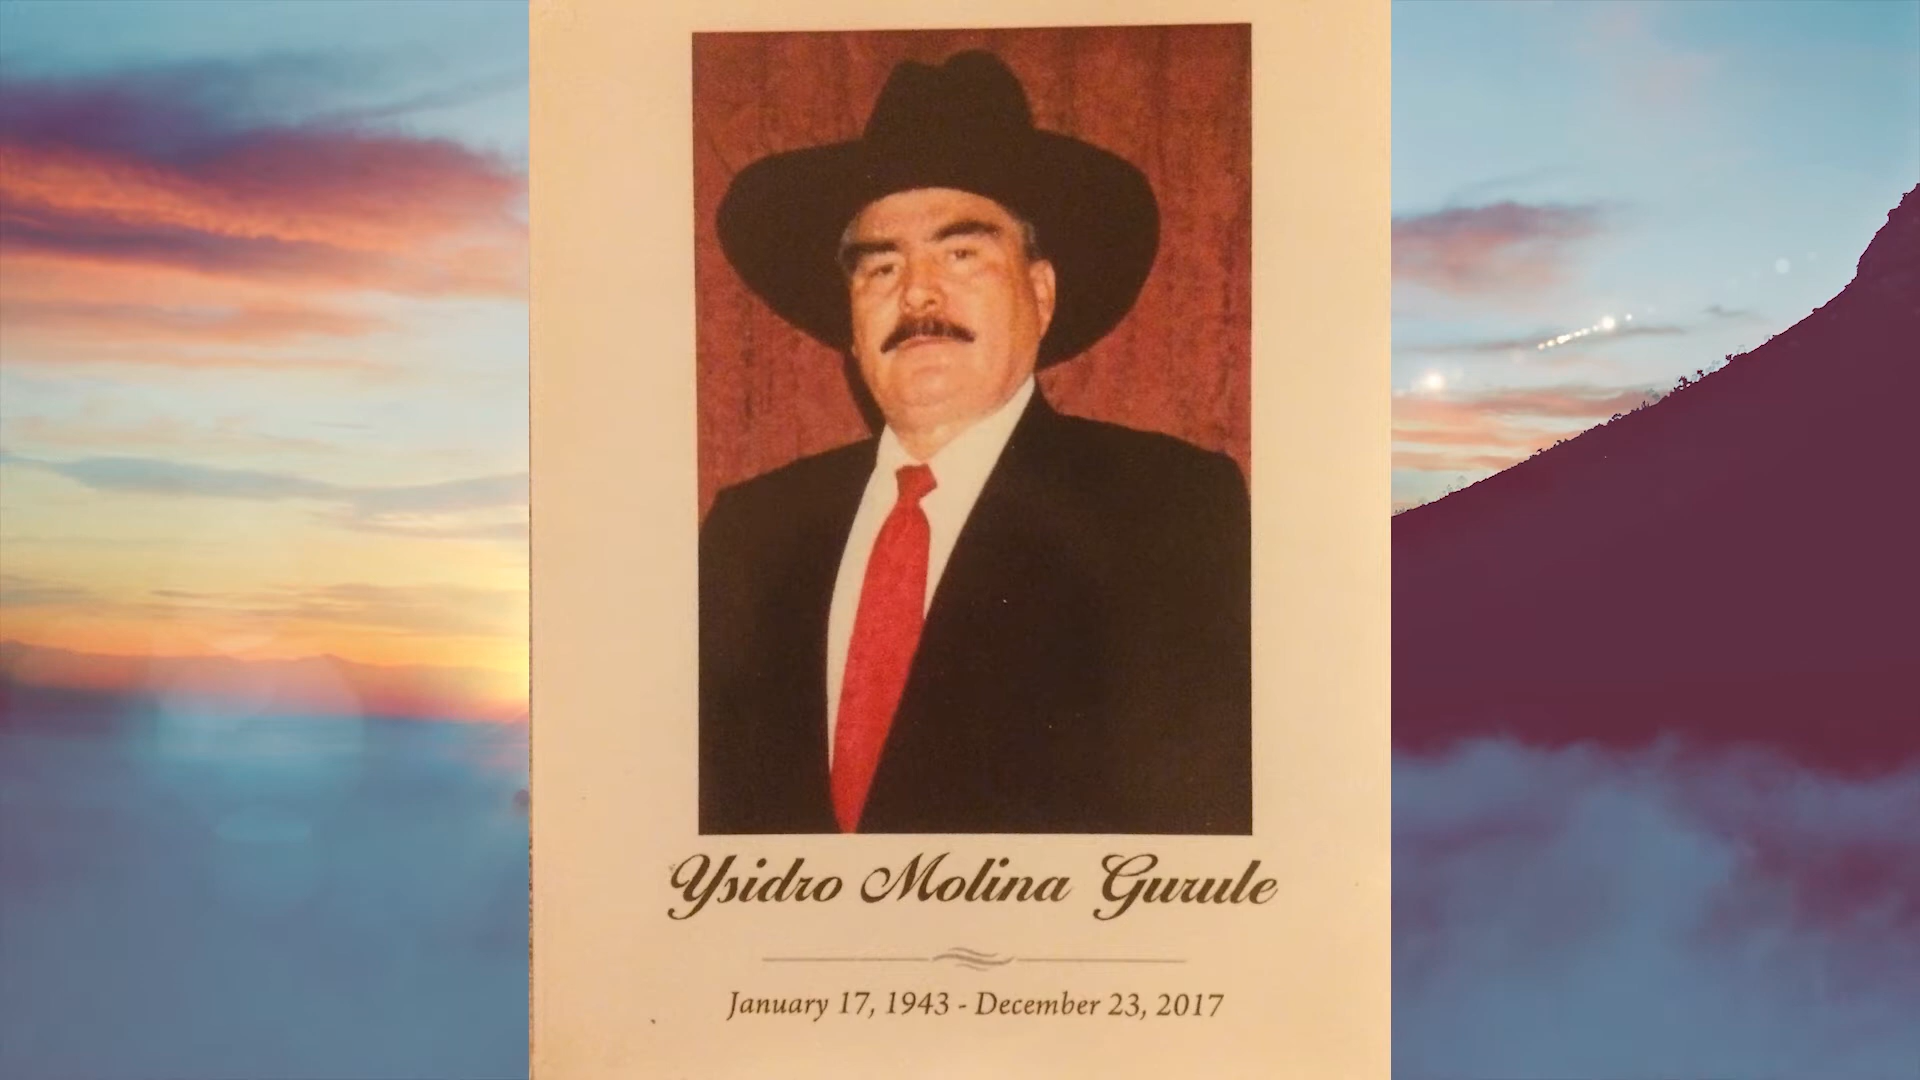 Ysidro Molina Gurule
January 17, 1943 - December 23, 2017